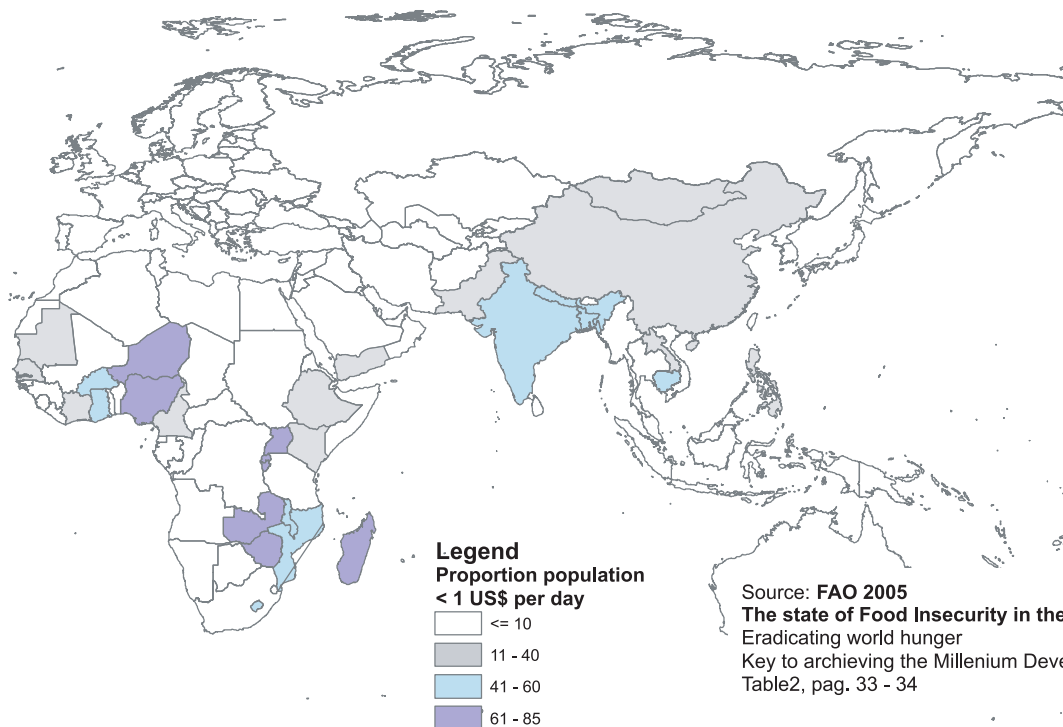 Legend
Proportion population
< 1 US$ per day
<= 10
11 - 40
41 - 60
61 - 85
Source: FAO 2005
The state of Food Insecurity in the
Eradicating world hunger
Key to archieving the Millenium Deve
Table2, pag. 33 - 34